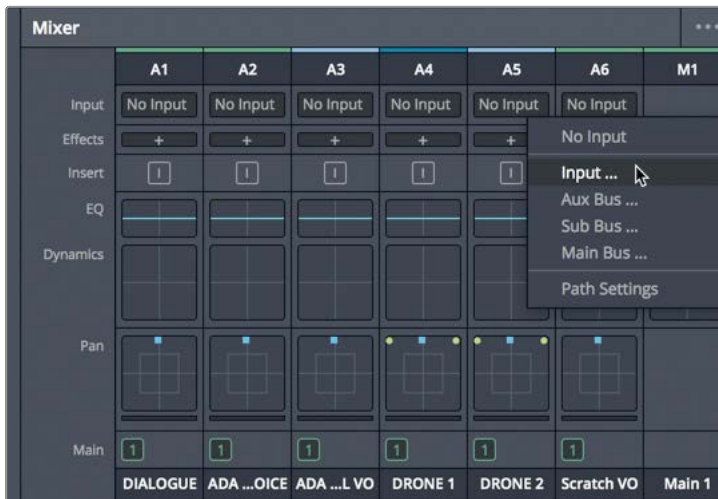 Mixer
A1 A2 A3 A4 A5 A6 M1
Input No Input No Input No Input No Input No Input No Input
Effects + + + + +
No Input
Insert I I I I I
Input ...
Aux Bus ...
EQ
Sub Bus ...
Dynamics
Main Bus ...
Path Settings
Pan
Main 1 1 1 1 1 1
DIALOGUE ADA ...OICE ADA ...L VO DRONE 1 DRONE 2 Scratch VO Main 1